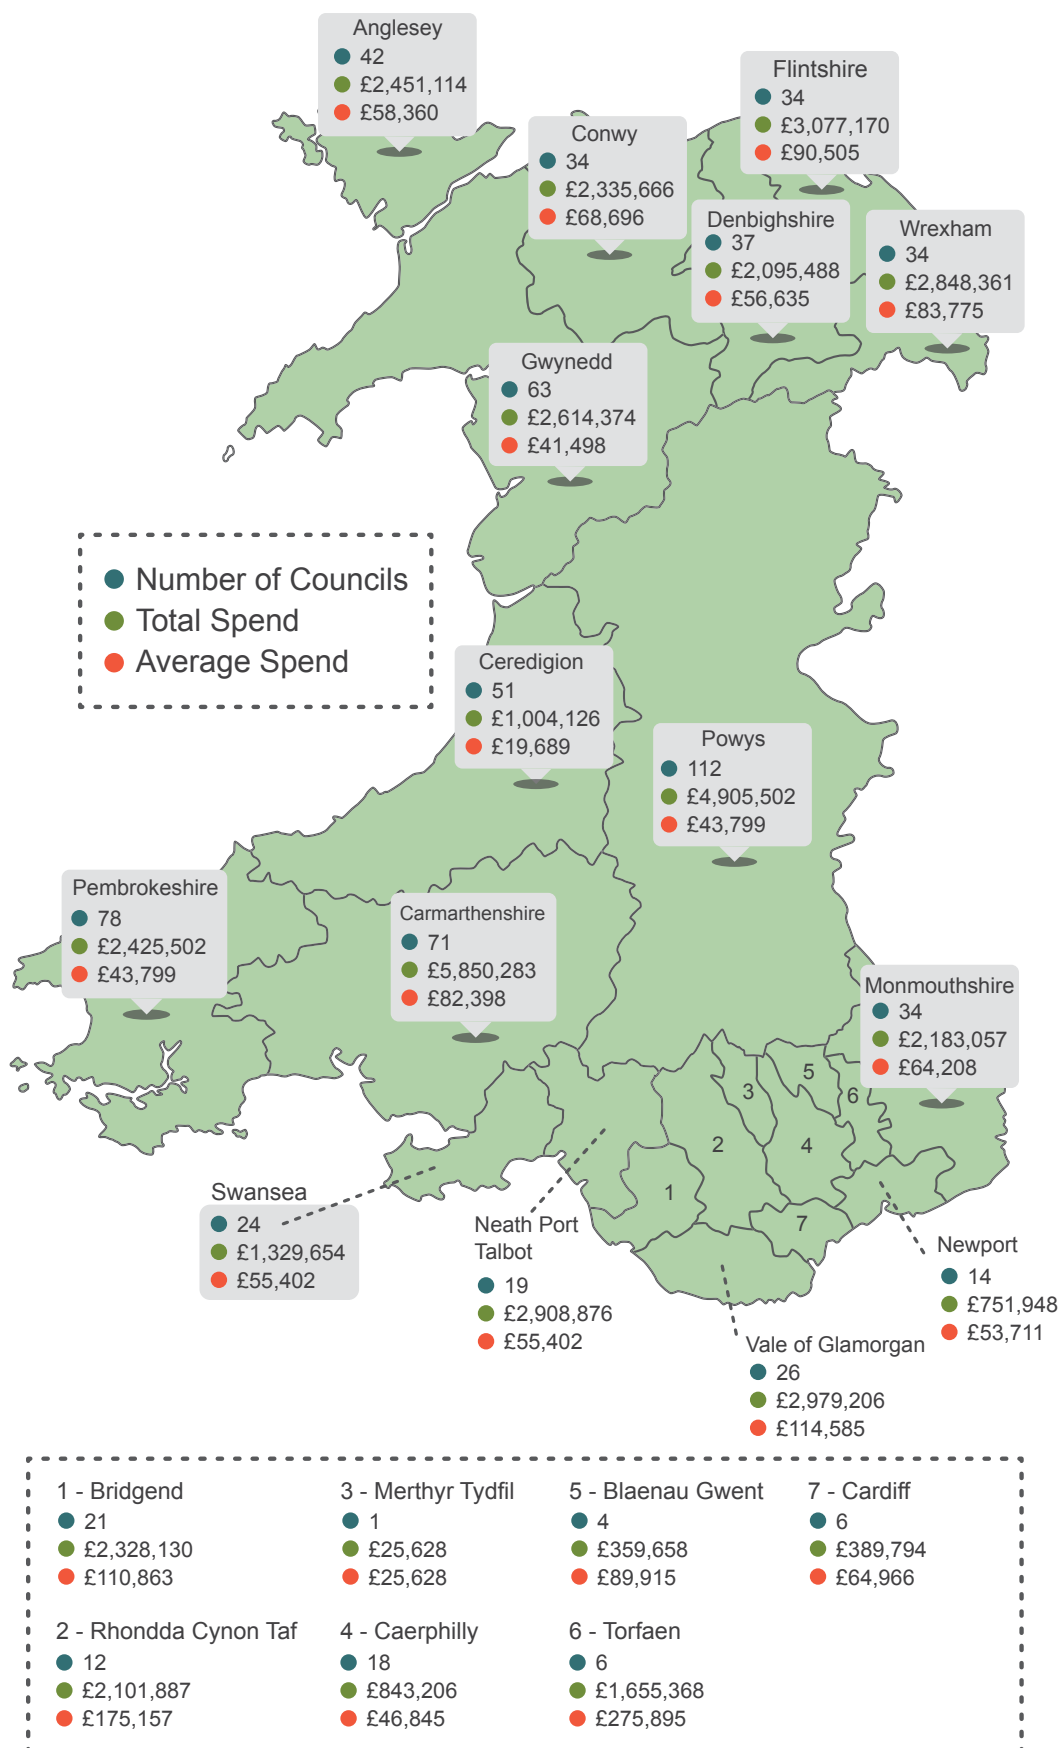 Anglesey
42
£2,451,114
£58,360
Flintshire
34
£3,077,170
£90,505
Conwy
34
£2,335,666
£68,696
Denbighshire
37
£2,095,488
£56,635
Wrexham
34
£2,848,361
£83,775
Gwynedd
63
£2,614,374
£41,498
Number of Councils
Total Spend
Average Spend
Ceredigion
51
£1,004,126
£19,689
Powys
112
£4,905,502
£43,799
Pembrokeshire
78
£2,425,502
£43,799
Carmarthenshire
71
£5,850,283
£82,398
Monmouthshire
34
£2,183,057
£64,208
5
3
6
2
4
1
7
Swansea
24
£1,329,654
£55,402
Neath Port
Talbot
19
£2,908,876
£55,402
Newport
14
£751,948
£53,711
Vale of Glamorgan
26
£2,979,206
£114,585
1 - Bridgend
21
£2,328,130
£110,863
3 - Merthyr Tydfil
1
£25,628
£25,628
5 - Blaenau Gwent
4
£359,658
£89,915
7 - Cardiff
6
£389,794
£64,966
2 - Rhondda Cynon Taf
12
£2,101,887
£175,157
4 - Caerphilly
18
£843,206
£46,845
6 - Torfaen
6
£1,655,368
£275,895